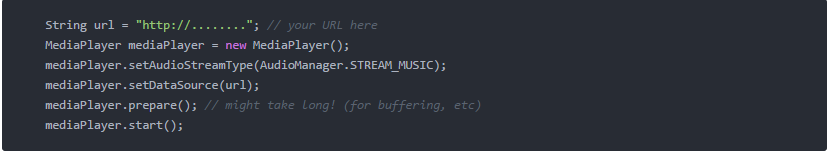 String url = "http://........"; // your URL here
MediaPlayer mediaPlayer = new MediaPlayer();
mediaPlayer.setAudioStreamType(AudioManager.STREAM_MUSIC);
mediaPlayer.setDataSource(url);
mediaPlayer.prepare(); // might take long! (for buffering, etc)
mediaPlayer.start();